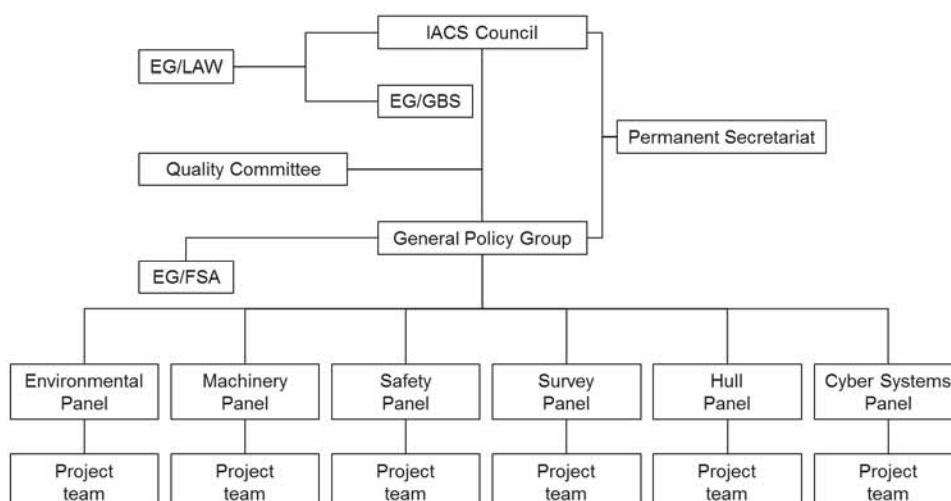 IACS Council
EG/LAW
EG/GBS
Permanent Secretariat
Quality Committee
General Policy Group
EG/FSA
Environmental
Panel
Machinery
Panel
Safety
Panel
Survey
Panel
Hull
Panel
Cyber Systems
Panel
Project
team
Project
team
Project
team
Project
team
Project
team
Project
team